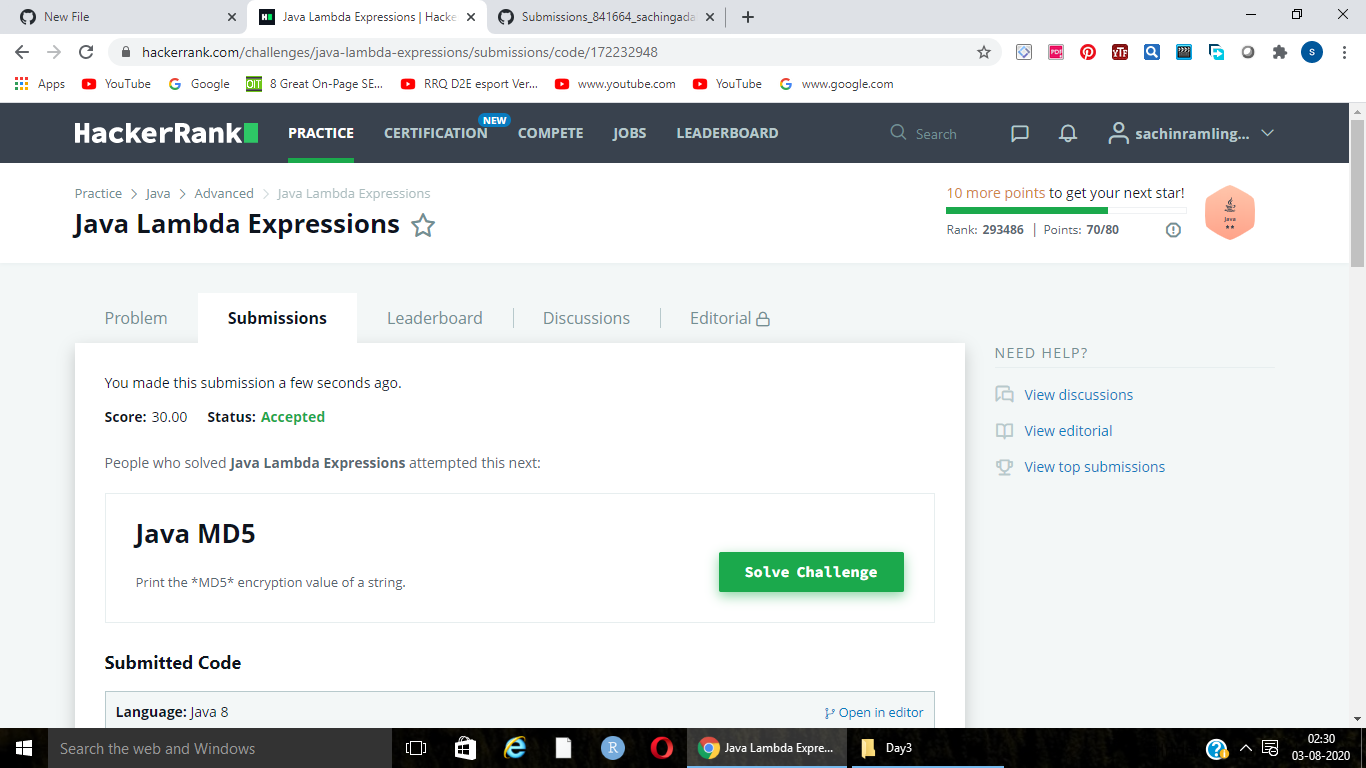 New File
Java Lambda Expressions | Hacke
Submissions_841664_sachingada
hackerrank.com/challenges/java-lambda-expressions/submissions/code/172232948
PDF
YTF
S
Apps
YouTube
Google
OIT
8 Great On-Page SE...
RRQ D2E esport Ver...
www.youtube.com
YouTube
www.google.com
HackerRank
PRACTICE
CERTIFICATION
NEW
COMPETE
JOBS
LEADERBOARD
Search
sachinramling...
Practice > Java > Advanced > Java Lambda Expressions
Java Lambda Expressions
10 more points to get your next star!
Rank: 293486 | Points: 70/80
Java
Problem
Submissions
Leaderboard
Discussions
Editorial
You made this submission a few seconds ago.
Score: 30.00 Status: Accepted
People who solved Java Lambda Expressions attempted this next:
Java MD5
Print the *MD5* encryption value of a string.
Solve Challenge
Submitted Code
Language: Java 8
Open in editor
NEED HELP?
View discussions
View editorial
View top submissions
Search the web and Windows
R
Java Lambda Expre...
Day3
02:30
03-08-2020